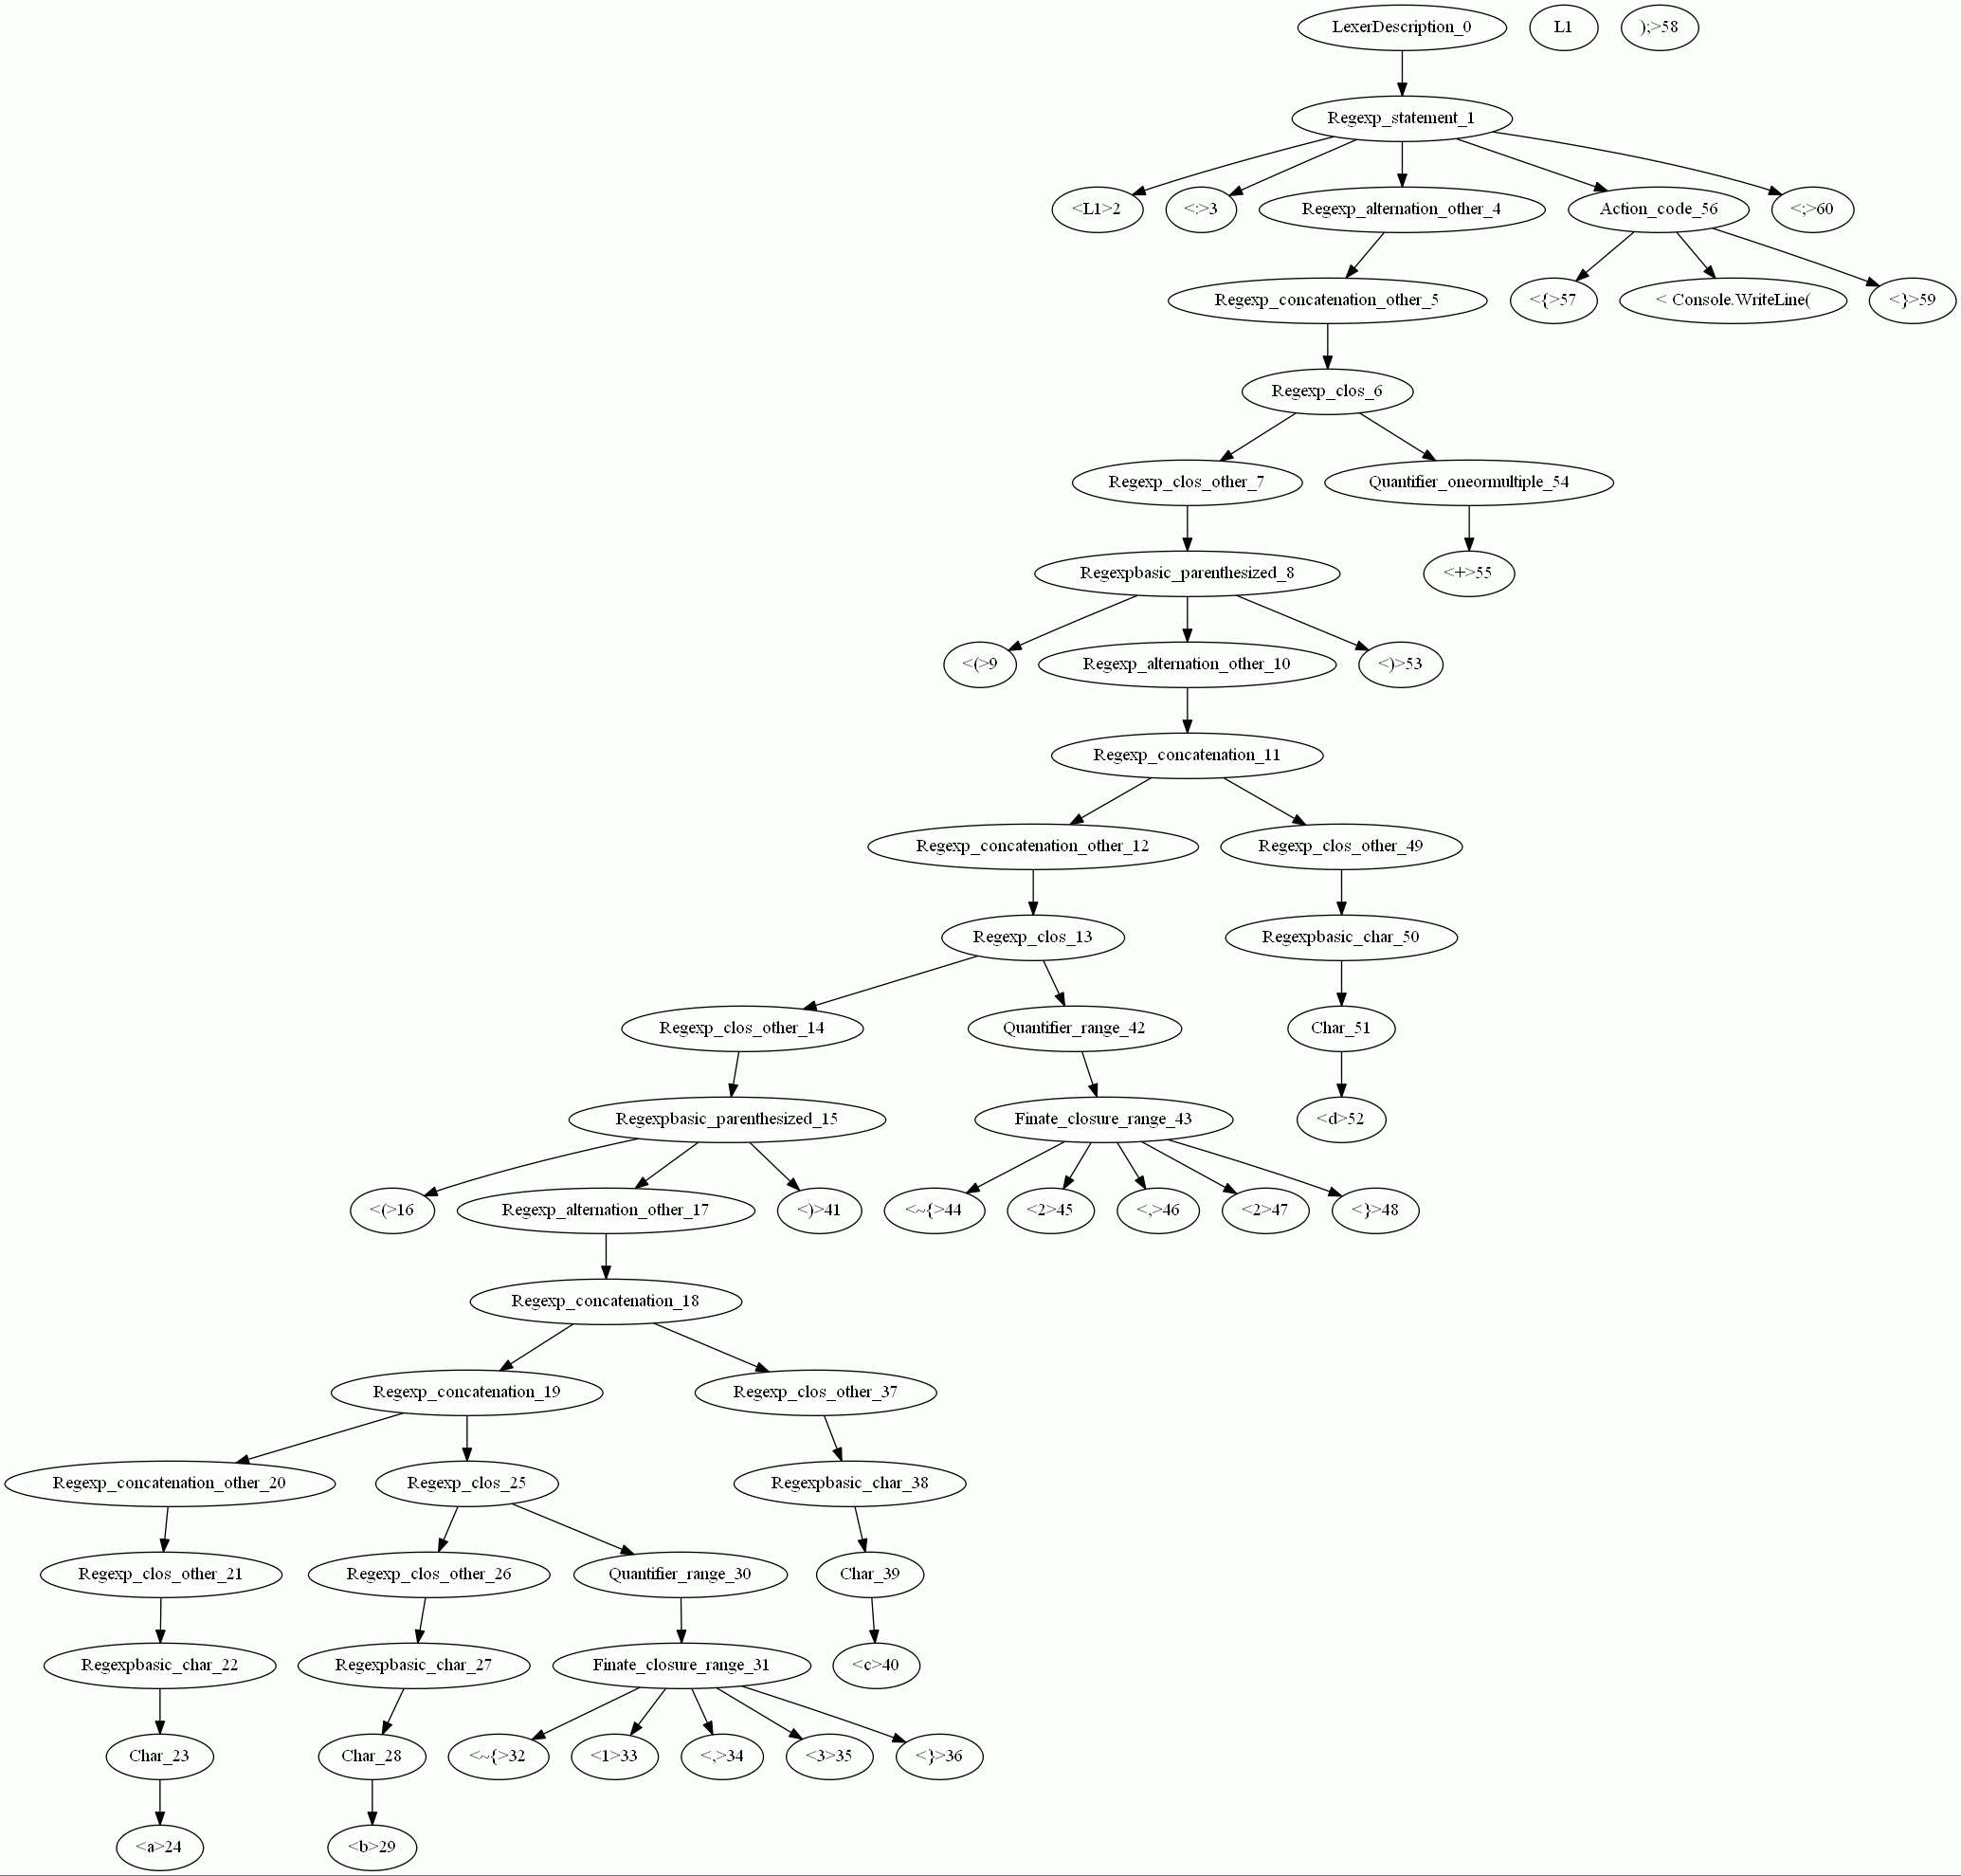 LexerDescription_0
L1
);>58
Regexp_statement_1
<L1>2
<:>3
Regexp_alternation_other_4
Action_code_56
<;>60
Regexp_concatenation_other_5
<{>57
< Console.WriteLine(
<}>59
Regexp_clos_6
Regexp_clos_other_7
Quantifier_oneormultiple_54
Regexpbasic_parenthesized_8
<+>55
<(>9
Regexp_alternation_other_10
<)>53
Regexp_concatenation_11
Regexp_concatenation_other_12
Regexp_clos_other_49
Regexp_clos_13
Regexpbasic_char_50
Regexp_clos_other_14
Quantifier_range_42
Char_51
Regexpbasic_parenthesized_15
Finate_closure_range_43
<d>52
<(>16
Regexp_alternation_other_17
<)>41
<~{>44
<2>45
<,>46
<2>47
<}>48
Regexp_concatenation_18
Regexp_concatenation_19
Regexp_clos_other_37
Regexp_concatenation_other_20
Regexp_clos_25
Regexpbasic_char_38
Regexp_clos_other_21
Regexp_clos_other_26
Quantifier_range_30
Char_39
Regexpbasic_char_22
Regexpbasic_char_27
Finate_closure_range_31
<c>40
Char_23
Char_28
<~{>32
<1>33
<,>34
<3>35
<}>36
<a>24
<b>29